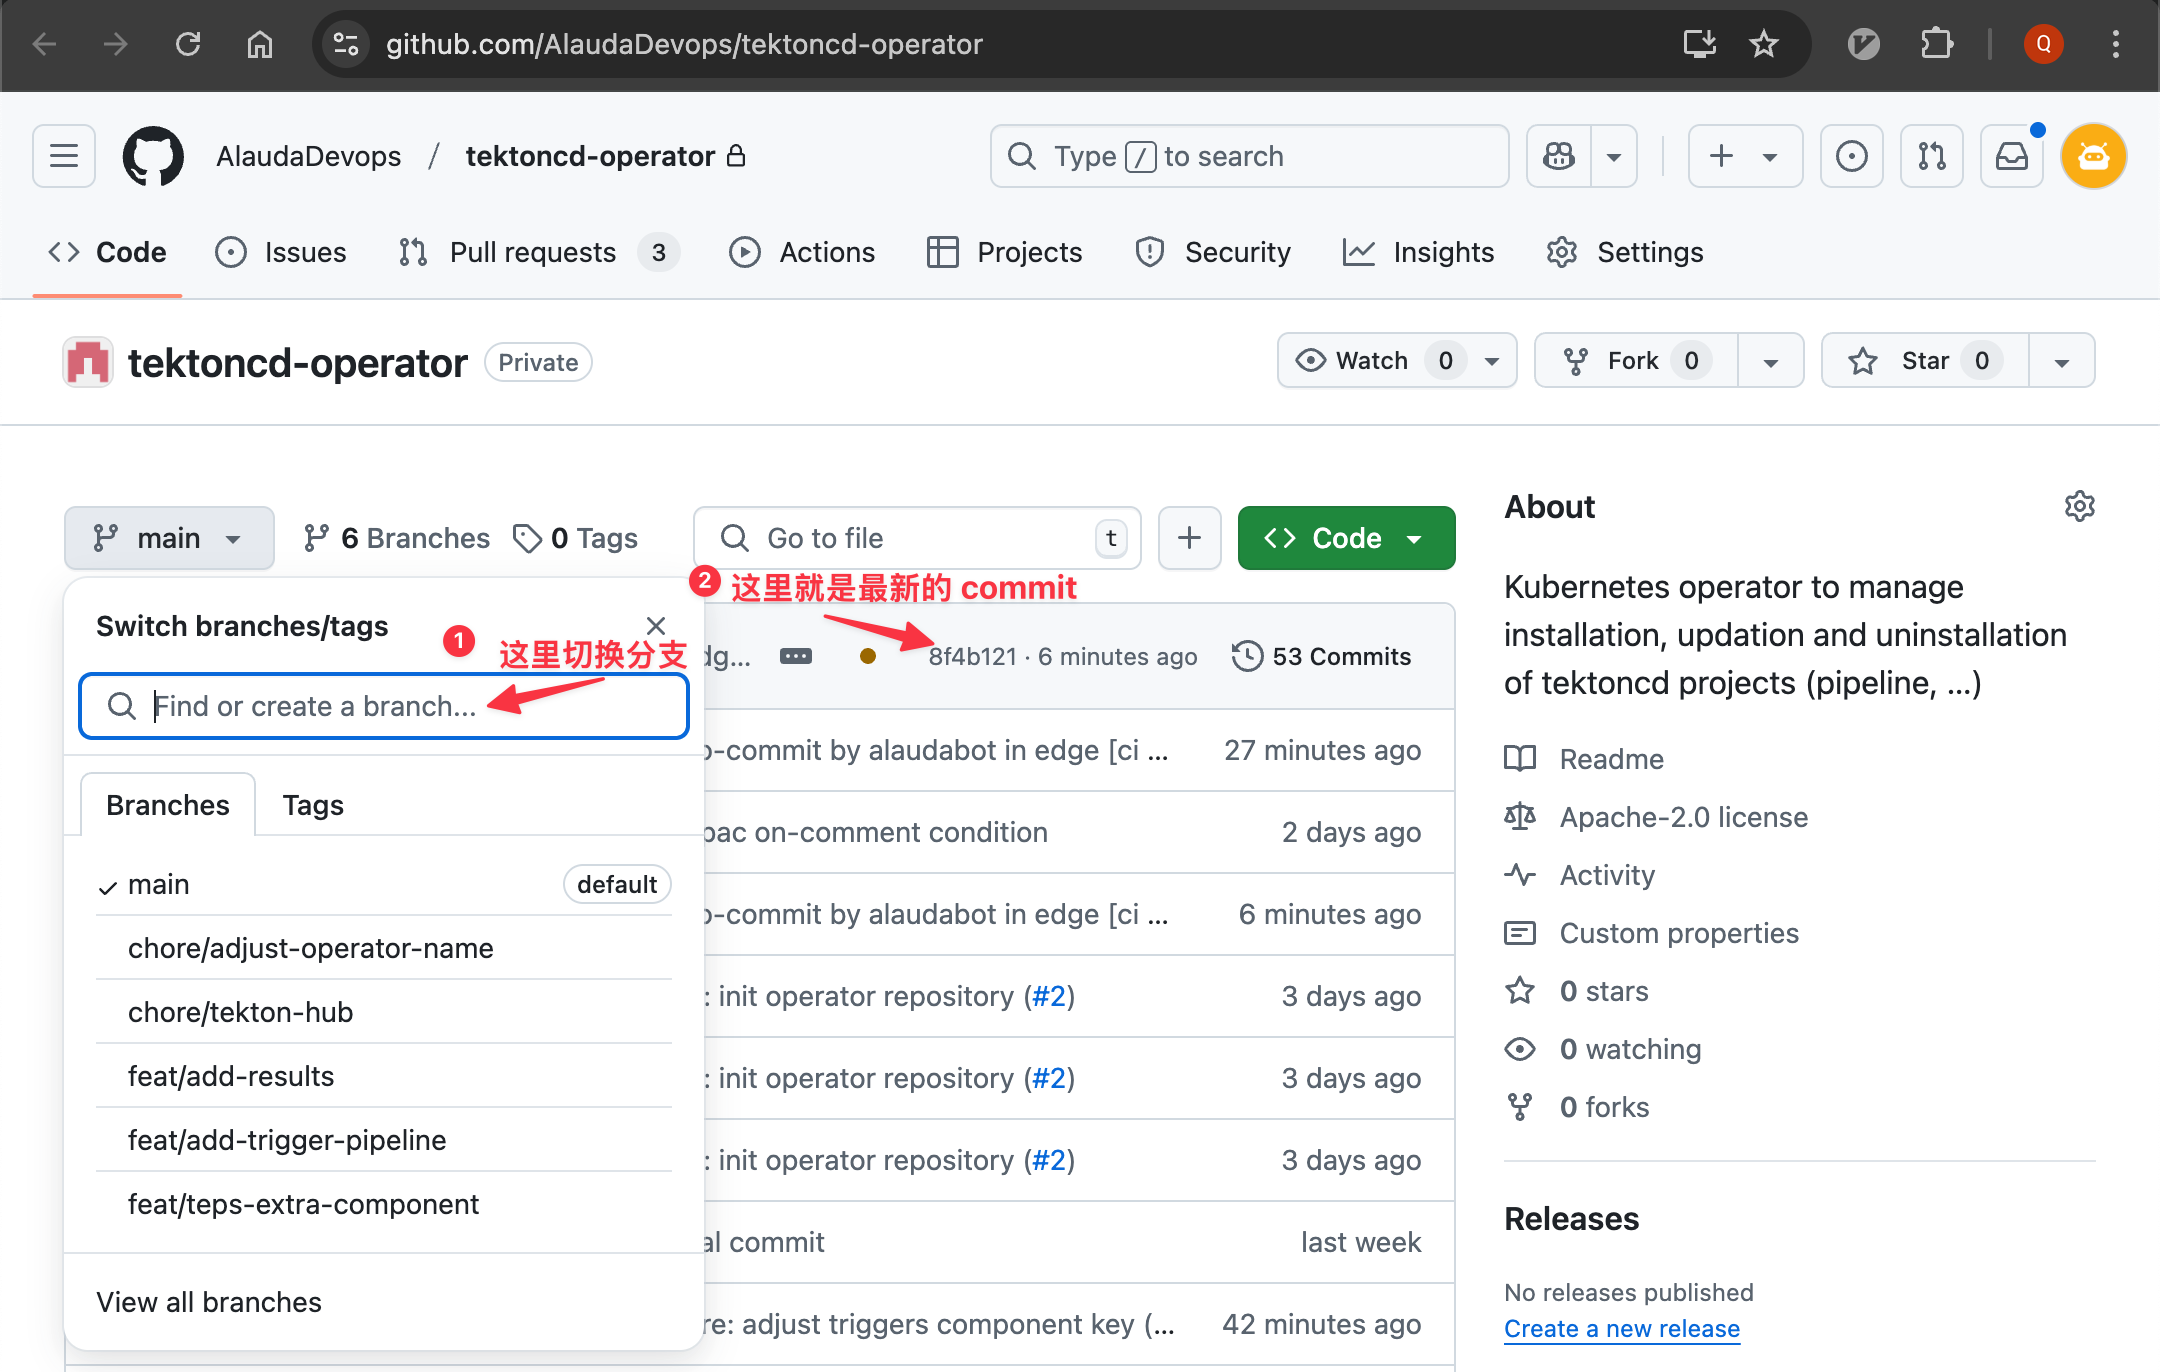 github.com/AlaudaDevops/tektoncd-operator
Q
AlaudaDevops / tektoncd-operator
Type / to search
Code
Issues
Pull requests 3
Actions
Projects
Security
Insights
Settings
tektoncd-operator Private
Watch 0
Fork 0
Star 0
main
6 Branches
0 Tags
Go to file t
Code
2 这里就是最新的 commit
Switch branches/tags
1 这里切换分支
Find or create a branch...
Branches Tags
main default
chore/adjust-operator-name
chore/tekton-hub
feat/add-results
feat/add-trigger-pipeline
feat/teps-extra-component
View all branches
dg... 8f4b121 · 6 minutes ago 53 Commits
-commit by alaudabot in edge [ci ... 27 minutes ago
pac on-comment condition 2 days ago
-commit by alaudabot in edge [ci ... 6 minutes ago
: init operator repository (#2) 3 days ago
: init operator repository (#2) 3 days ago
: init operator repository (#2) 3 days ago
al commit last week
re: adjust triggers component key (... 42 minutes ago
About
Kubernetes operator to manage
installation, updation and uninstallation
of tektoncd projects (pipeline, ...)
Readme
Apache-2.0 license
Activity
Custom properties
0 stars
0 watching
0 forks
Releases
No releases published
Create a new release